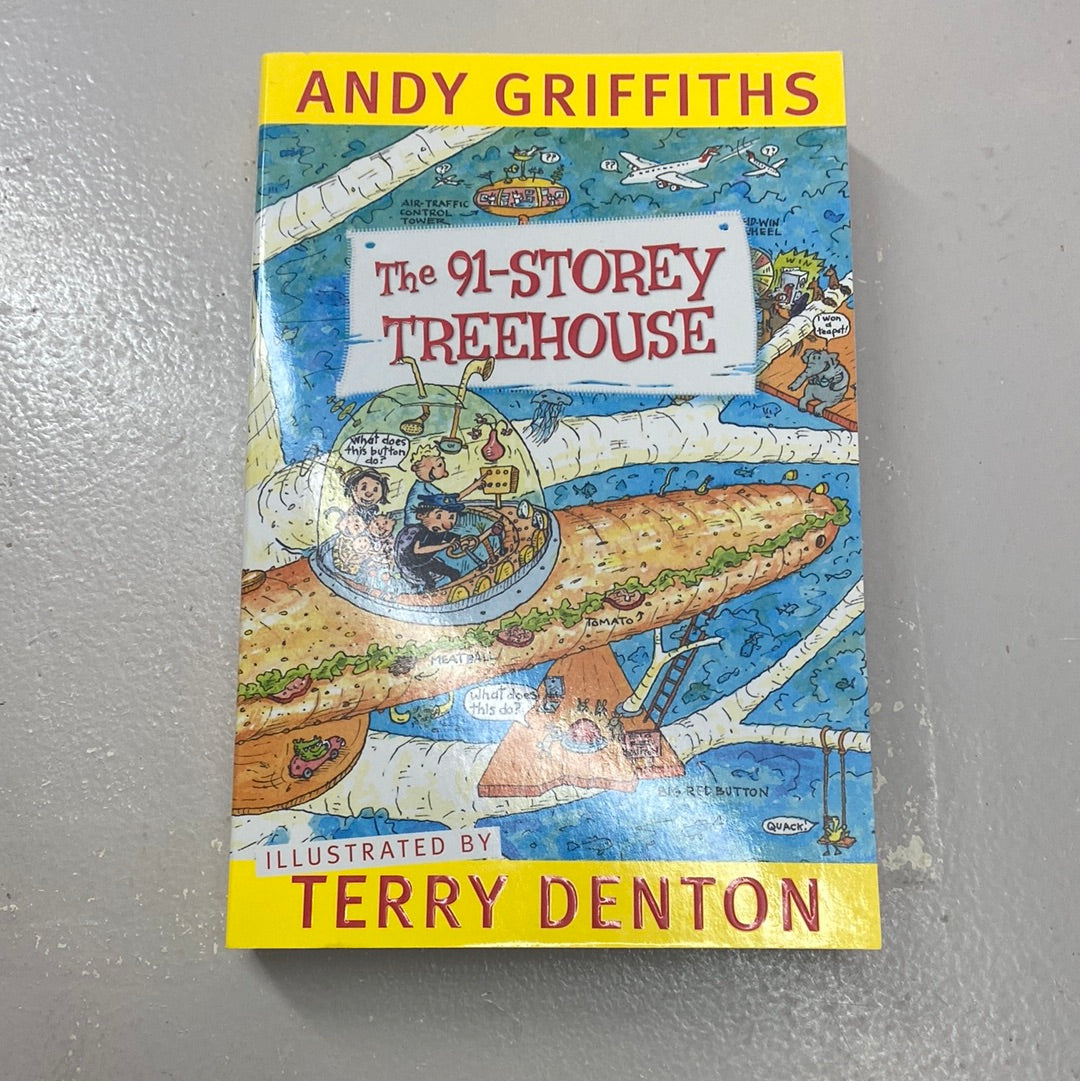 ANDY GRIFFITHS
??
??
??
AIR-TRAFFIC
CONTROL
TOWER
WIN
The 91-STOREY
TREEHOUSE
I won
a
teapot!
What does
this button
do?
TOMATO
MEATBALL
What does
this do?
BIG RED BUTTON
QUACK!
ILLUSTRATED BY
TERRY DENTON